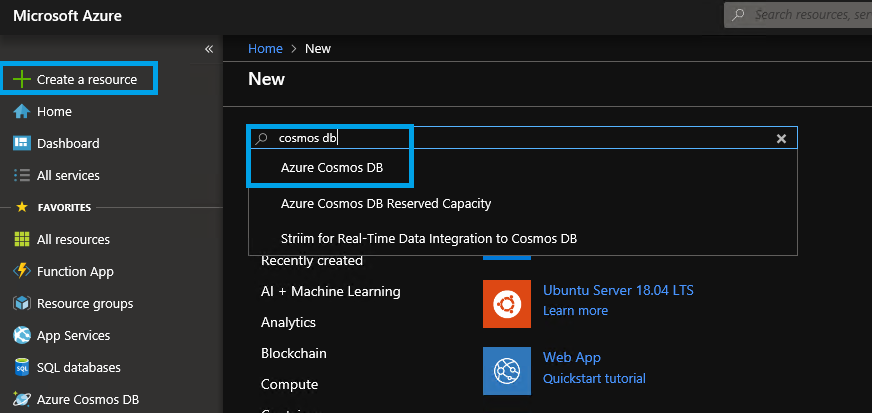 Microsoft Azure
Search resources, ser
«
Create a resource
Home
Dashboard
All services
FAVORITES
All resources
Function App
Resource groups
App Services
SQL databases
Azure Cosmos DB
Home > New
New
cosmos db
Azure Cosmos DB
Azure Cosmos DB Reserved Capacity
Striim for Real-Time Data Integration to Cosmos DB
Recently created
AI + Machine Learning
Analytics
Blockchain
Compute
Ubuntu Server 18.04 LTS
Learn more
Web App
Quickstart tutorial